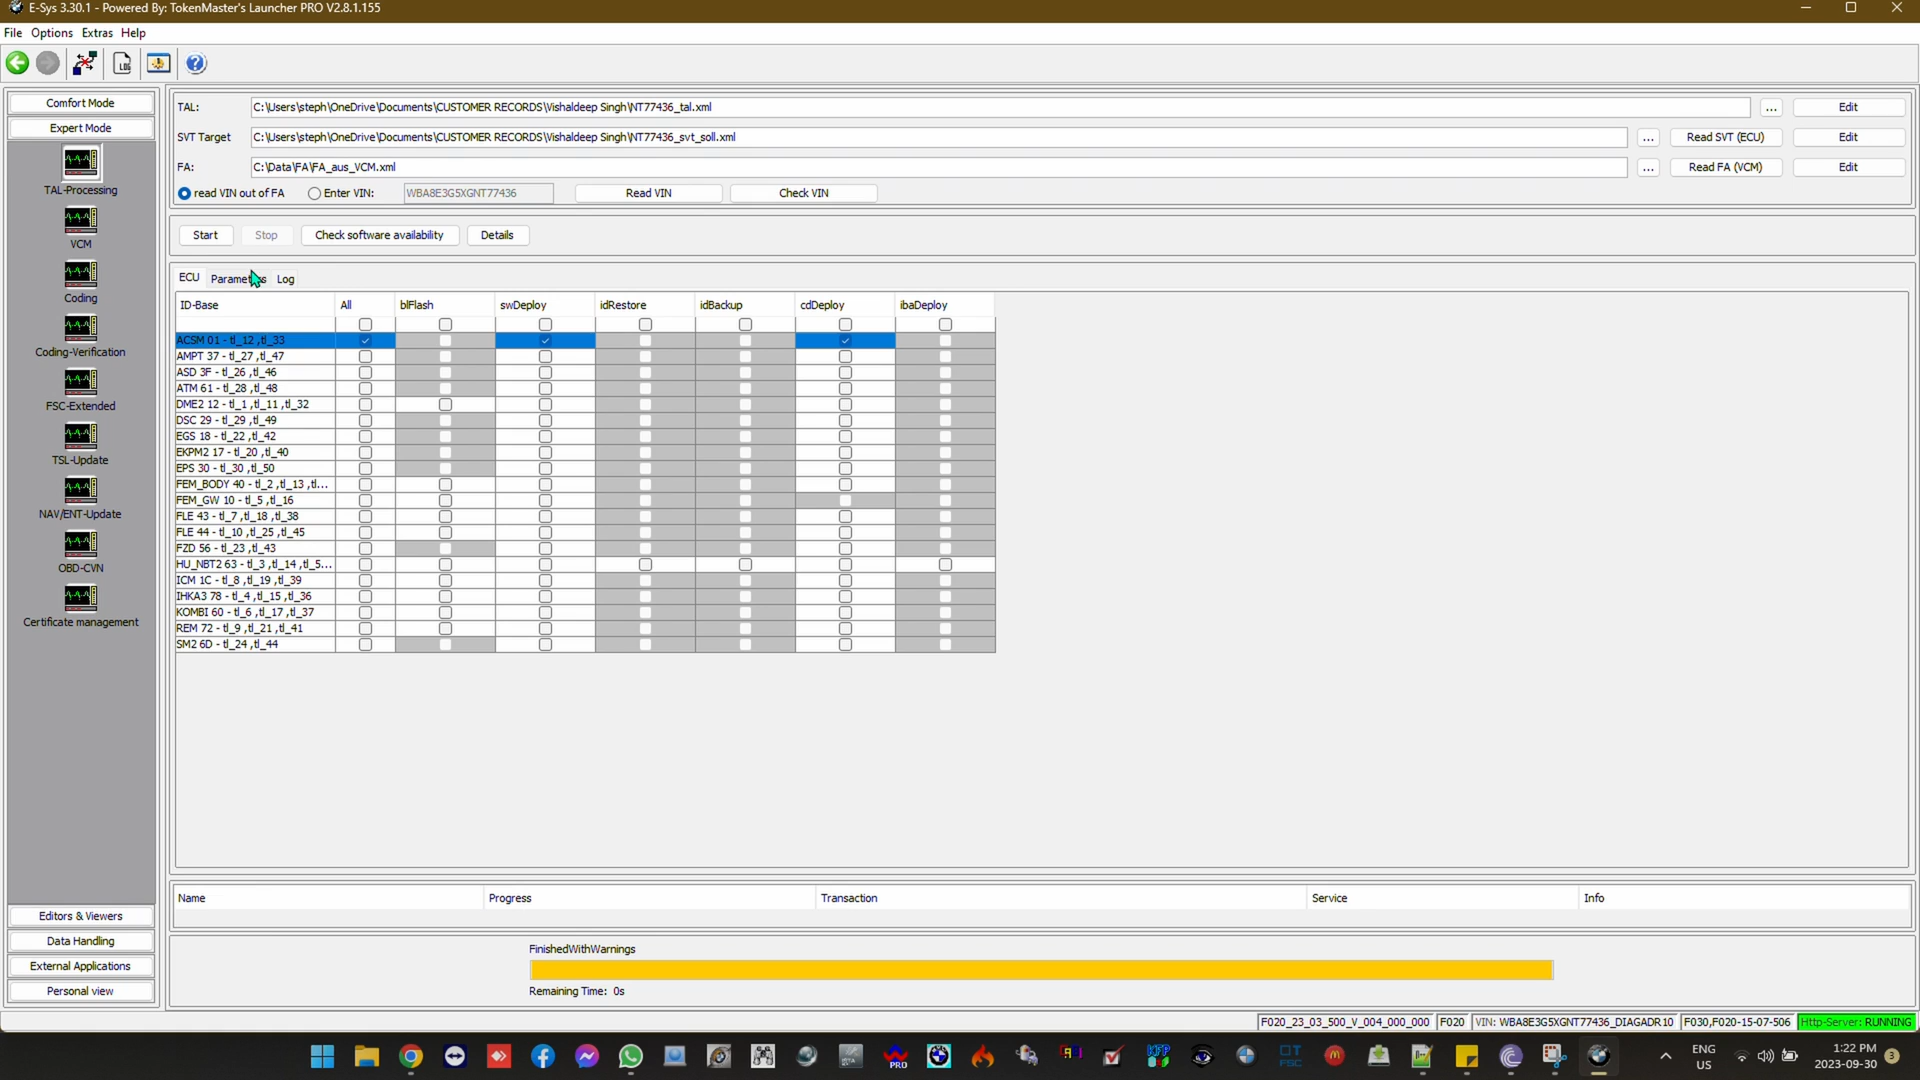 E-Sys 3.30.1 - Powered By: TokenMaster's Launcher PRO V2.8.1.155
File Options Extras Help
Comfort Mode
Expert Mode
TAL-Processing
VCM
Coding
Coding-Verification
FSC-Extended
TSL-Update
NAV/ENT-Update
OBD-CVN
Certificate management
Editors & Viewers
Data Handling
External Applications
Personal view
TAL: C:\Users\steph\OneDrive\Documents\CUSTOMER RECORDS\Vishaldeep Singh\NT77436_tal.xml ... Edit
SVT Target C:\Users\steph\OneDrive\Documents\CUSTOMER RECORDS\Vishaldeep Singh\NT77436_svt_soll.xml ... Read SVT (ECU) Edit
FA: C:\Data\FA\FA_aus_VCM.xml ... Read FA (VCM) Edit
read VIN out of FA Enter VIN: WBA8E3G5XGNT77436 Read VIN Check VIN
Start Stop Check software availability Details
ECU Parameters Log
ID-Base All blFlash swDeploy idRestore idBackup cdDeploy ibaDeploy
ACSM 01 - tl_12 ,tl_33
AMPT 37 - tl_27 ,tl_47
ASD 3F - tl_26 ,tl_46
ATM 61 - tl_28 ,tl_48
DME2 12 - tl_1 ,tl_11 ,tl_32
DSC 29 - tl_29 ,tl_49
EGS 18 - tl_22 ,tl_42
EKPM2 17 - tl_20 ,tl_40
EPS 30 - tl_30 ,tl_50
FEM_BODY 40 - tl_2 ,tl_13 ,tl...
FEM_GW 10 - tl_5 ,tl_16
FLE 43 - tl_7 ,tl_18 ,tl_38
FLE 44 - tl_10 ,tl_25 ,tl_45
FZD 56 - tl_23 ,tl_43
HU_NBT2 63 - tl_3 ,tl_14 ,tl_5...
ICM 1C - tl_8 ,tl_19 ,tl_39
IHKA3 78 - tl_4 ,tl_15 ,tl_36
KOMBI 60 - tl_6 ,tl_17 ,tl_37
REM 72 - tl_9 ,tl_21 ,tl_41
SM2 6D - tl_24 ,tl_44
Name Progress Transaction Service Info
FinishedWithWarnings
Remaining Time: 0s
F020_23_03_500_V_004_000_000 F020 VIN: WBA8E3G5XGNT77436_DIAGADR10 F030,F020-15-07-506 Http-Server: RUNNING
ENG
US
1:22 PM
2023-09-30
3